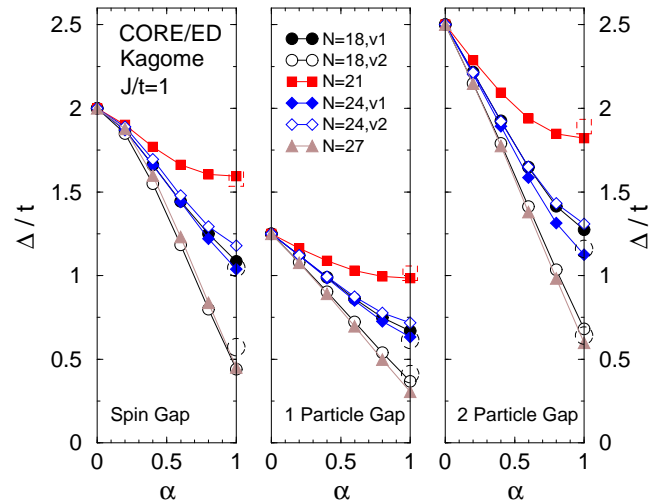 CORE/ED
Kagome
J/t=1
N=18,v1
N=18,v2
N=21
N=24,v1
N=24,v2
N=27
Δ / t
2.5
2
1.5
1
0.5
0
Spin Gap
1 Particle Gap
2 Particle Gap
2.5
2
1.5
1
0.5
0
Δ / t
0 0.5 1
0 0.5 1
0 0.5 1
α α α